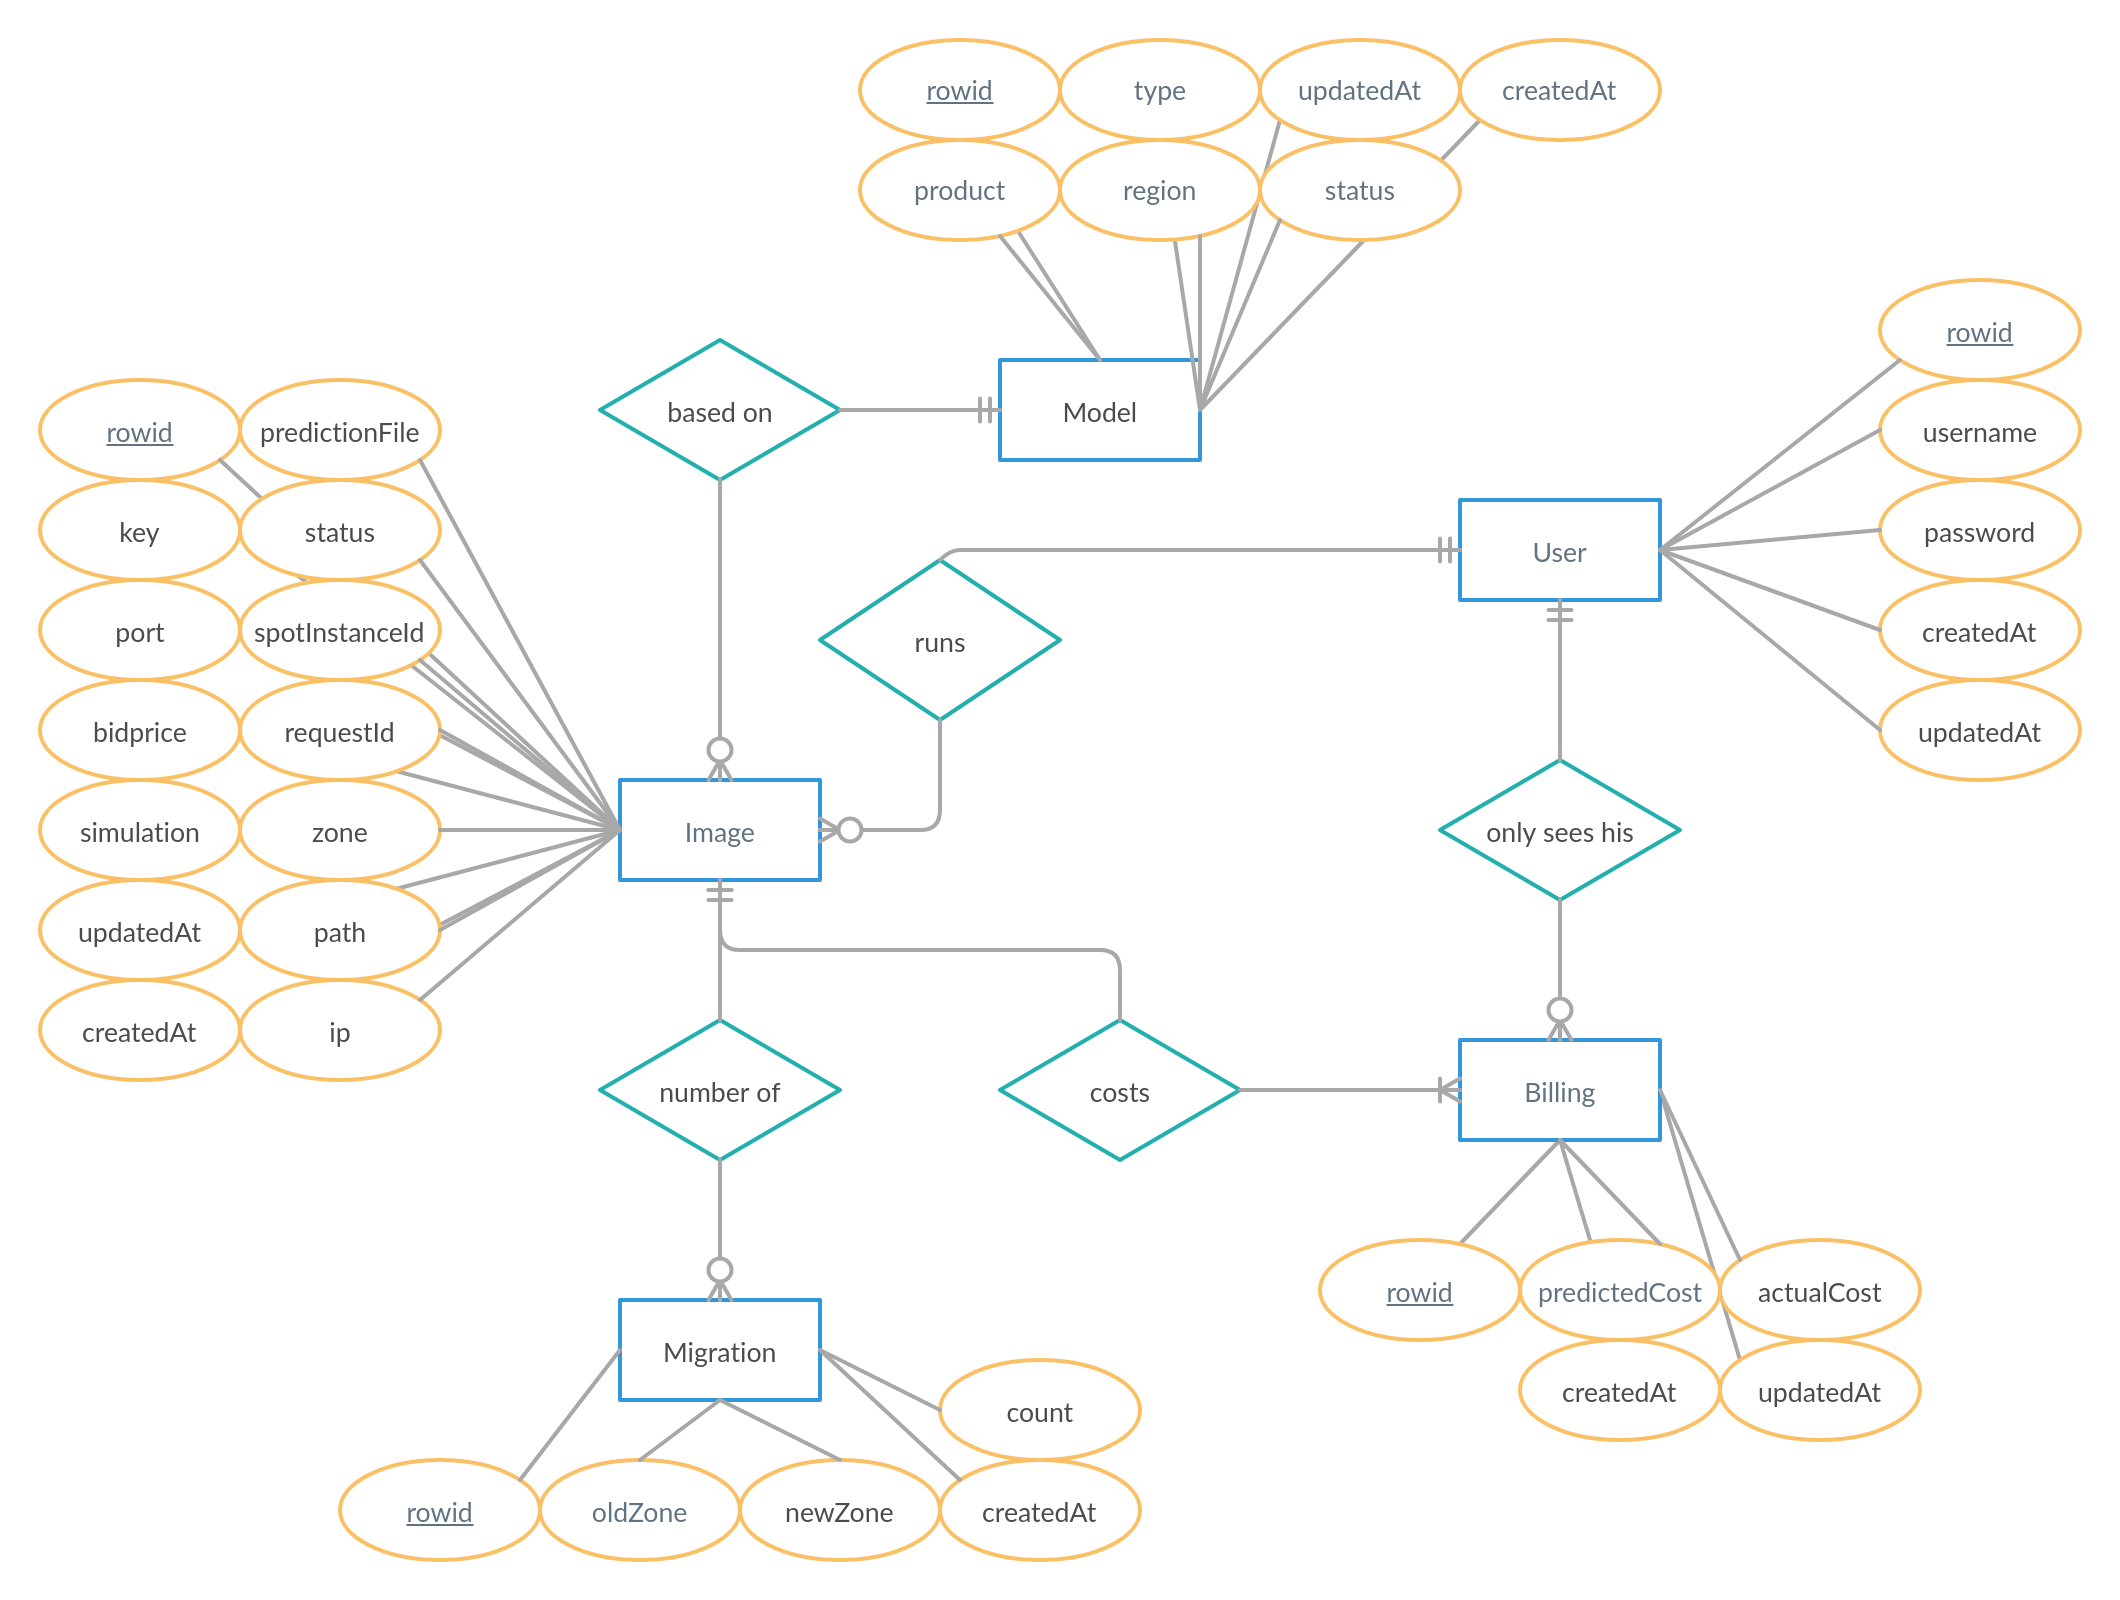 rowid
type
updatedAt
createdAt
product
region
status
rowid
based on
Model
rowid
predictionFile
username
key
status
password
User
port
spotInstanceId
runs
createdAt
bidprice
requestId
updatedAt
simulation
zone
Image
only sees his
updatedAt
path
createdAt
ip
number of
costs
Billing
rowid
predictedCost
actualCost
Migration
createdAt
updatedAt
count
rowid
oldZone
newZone
createdAt